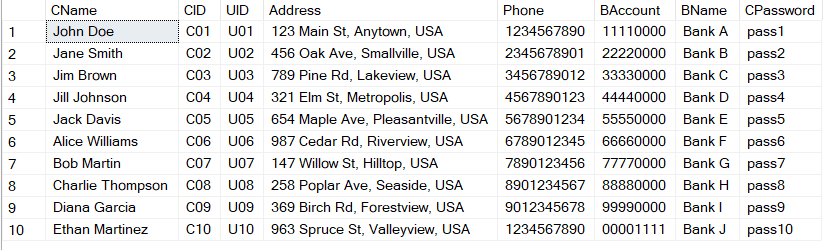 CName CID UID Address Phone BAccount BName CPassword
1 John Doe C01 U01 123 Main St, Anytown, USA 1234567890 11110000 Bank A pass1
2 Jane Smith C02 U02 456 Oak Ave, Smallville, USA 2345678901 22220000 Bank B pass2
3 Jim Brown C03 U03 789 Pine Rd, Lakeview, USA 3456789012 33330000 Bank C pass3
4 Jill Johnson C04 U04 321 Elm St, Metropolis, USA 4567890123 44440000 Bank D pass4
5 Jack Davis C05 U05 654 Maple Ave, Pleasantville, USA 5678901234 55550000 Bank E pass5
6 Alice Williams C06 U06 987 Cedar Rd, Riverview, USA 6789012345 66660000 Bank F pass6
7 Bob Martin C07 U07 147 Willow St, Hilltop, USA 7890123456 77770000 Bank G pass7
8 Charlie Thompson C08 U08 258 Poplar Ave, Seaside, USA 8901234567 88880000 Bank H pass8
9 Diana Garcia C09 U09 369 Birch Rd, Forestview, USA 9012345678 99990000 Bank I pass9
10 Ethan Martinez C10 U10 963 Spruce St, Valleyview, USA 1234567890 00001111 Bank J pass10